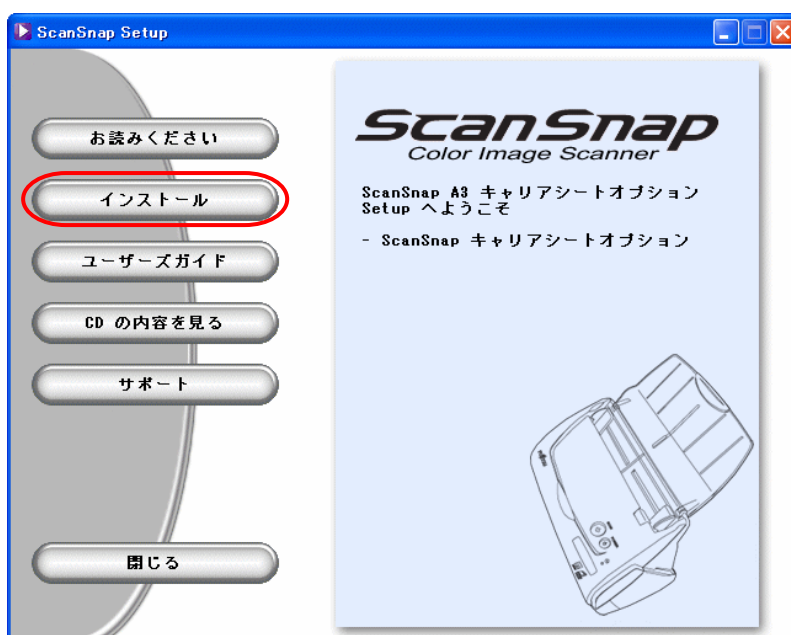 ScanSnap Setup
お読みください
インストール
ユーザーズガイド
CD の内容を見る
サポート
閉じる
ScanSnap
Color Image Scanner
ScanSnap A3 キャリアシートオプション
Setup へようこそ
- ScanSnap キャリアシートオプション